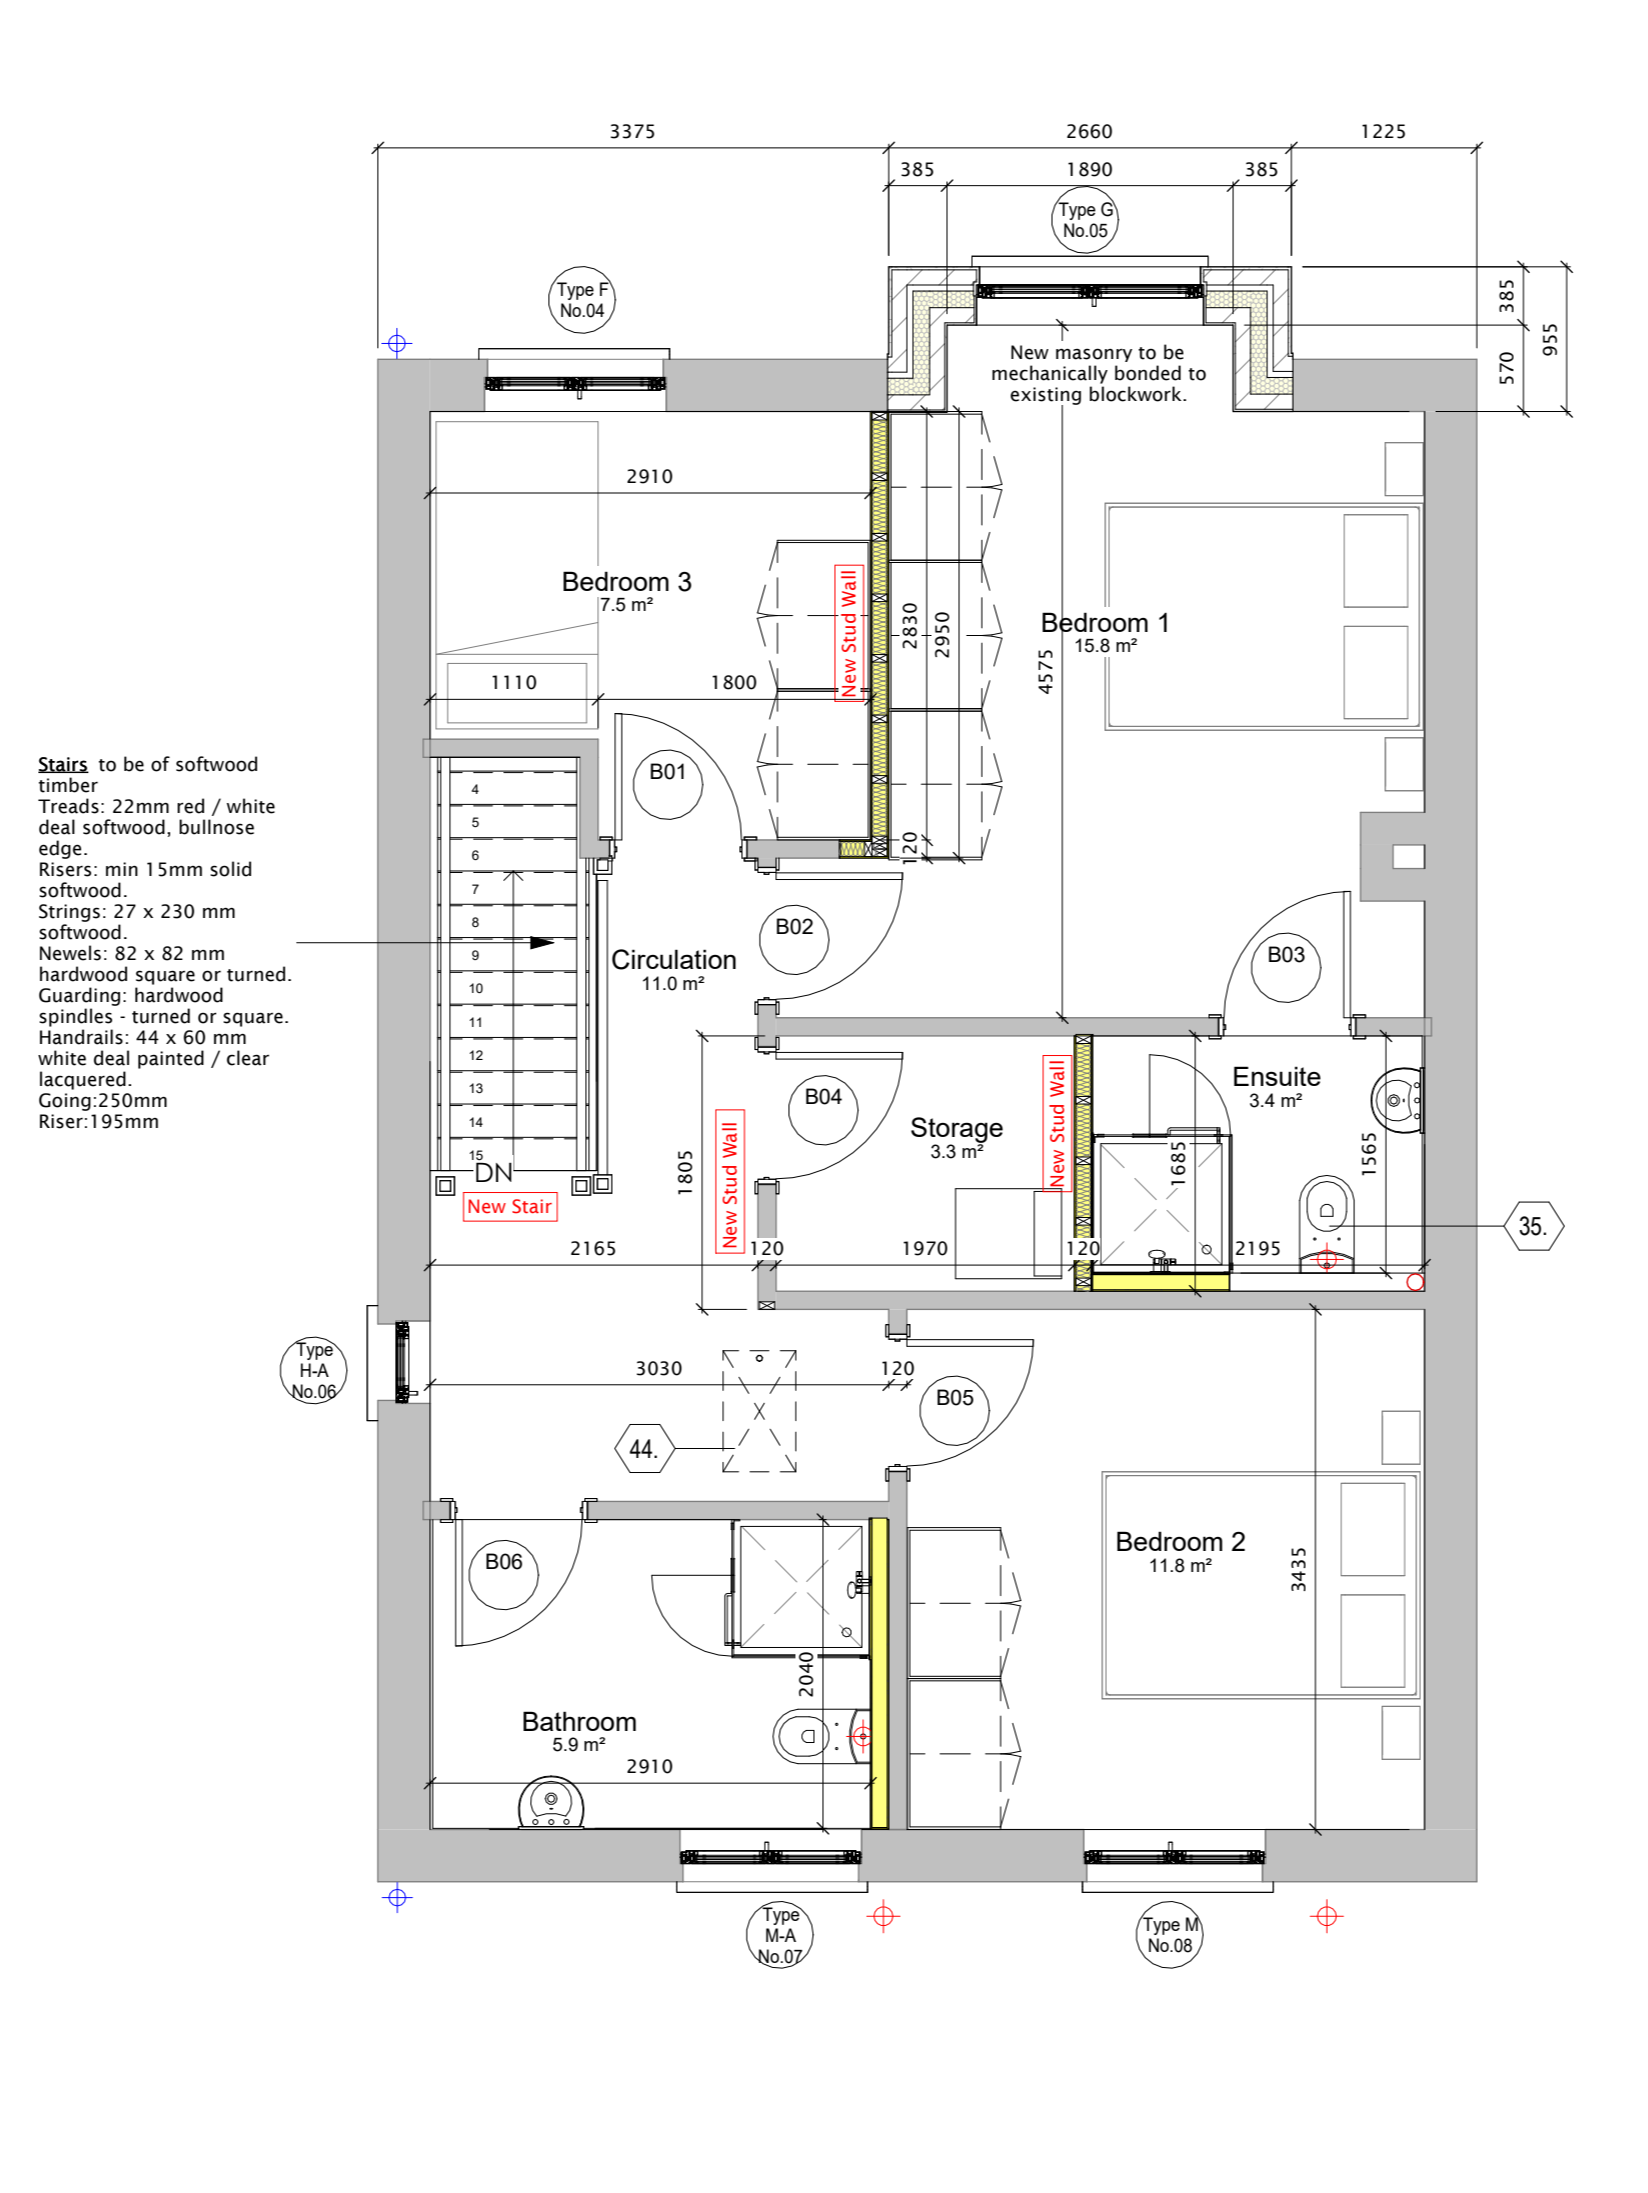 3375
2660
1225
385
1890
385
Type G
No.05
Type F
No.04
385
955
570
New masonry to be
mechanically bonded to
existing blockwork.
2910
Bedroom 3
7.5 m²
New Stud Wall
2830
2950
4575
Bedroom 1
15.8 m²
1110
1800
B01
120
Stairs to be of softwood
timber
Treads: 22mm red / white
deal softwood, bullnose
edge.
Risers: min 15mm solid
softwood.
Strings: 27 x 230 mm
softwood.
Newels: 82 x 82 mm
hardwood square or turned.
Guarding: hardwood
spindles - turned or square.
Handrails: 44 x 60 mm
white deal painted / clear
lacquered.
Going:250mm
Riser:195mm
4
5
6
7
8
9
10
11
12
13
14
15
DN
New Stair
Circulation
11.0 m²
B02
B03
B04
Storage
3.3 m²
New Stud Wall
New Stud Wall
1805
Ensuite
3.4 m²
1685
1565
35.
2165
120
1970
120
2195
Type
H-A
No.06
3030
120
B05
44.
B06
Bedroom 2
11.8 m²
3435
2040
Bathroom
5.9 m²
2910
Type
M-A
No.07
Type M
No.08